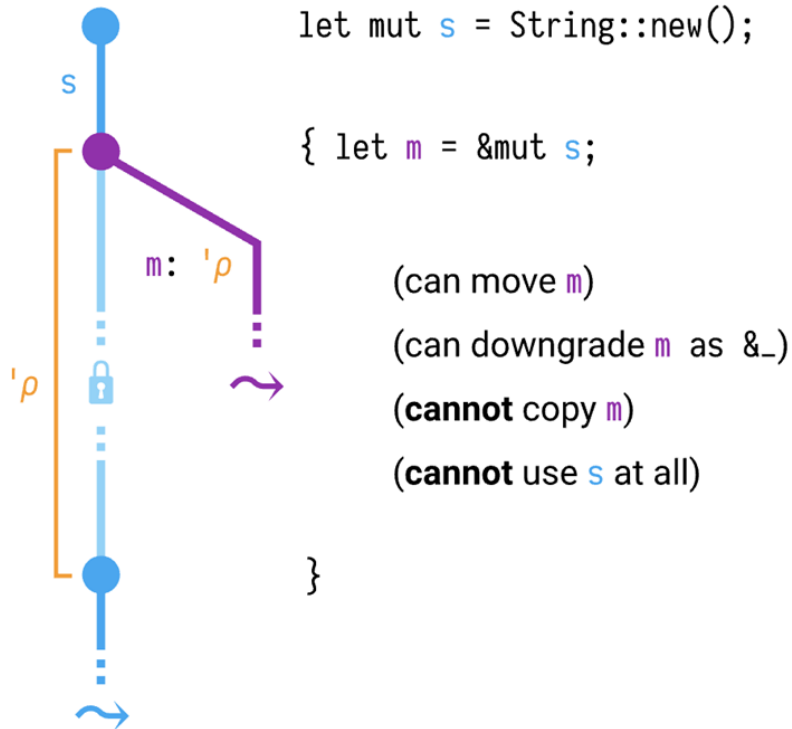 let mut s = String::new();
s
{ let m = &mut s;
m: 'ρ
(can move m)
(can downgrade m as &_)
'ρ
(cannot copy m)
(cannot use s at all)
}